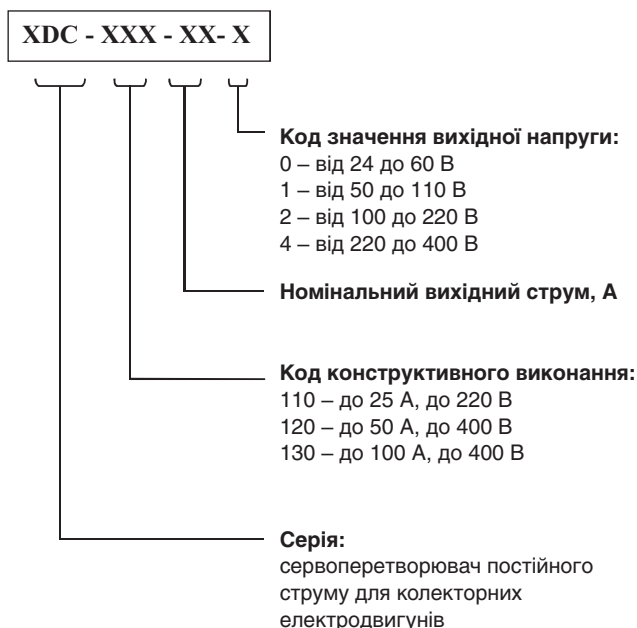 XDC - XXX - XX- X
Код значення вихідної напруги:
0 – від 24 до 60 В
1 – від 50 до 110 В
2 – від 100 до 220 В
4 – від 220 до 400 В
Номінальний вихідний струм, А
Код конструктивного виконання:
110 – до 25 А, до 220 В
120 – до 50 А, до 400 В
130 – до 100 А, до 400 В
Серія:
сервоперетворювач постійного
струму для колекторних
електродвигунів